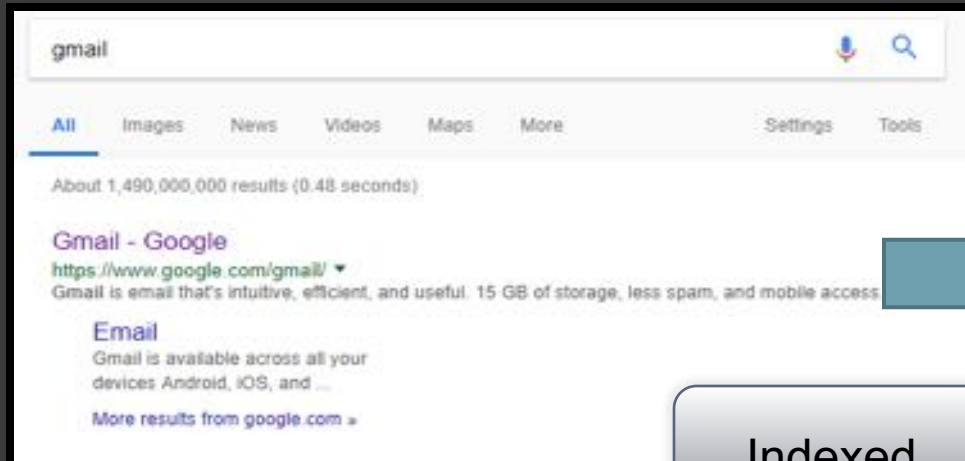 gmail
All Images News Videos Maps More Settings Tools
About 1,490,000,000 results (0.48 seconds)
Gmail - Google
https://www.google.com/gmail/
Gmail is email that's intuitive, efficient, and useful. 15 GB of storage, less spam, and mobile access.
Email
Gmail is available across all your
devices Android, iOS, and ...
More results from google.com »
Indexed